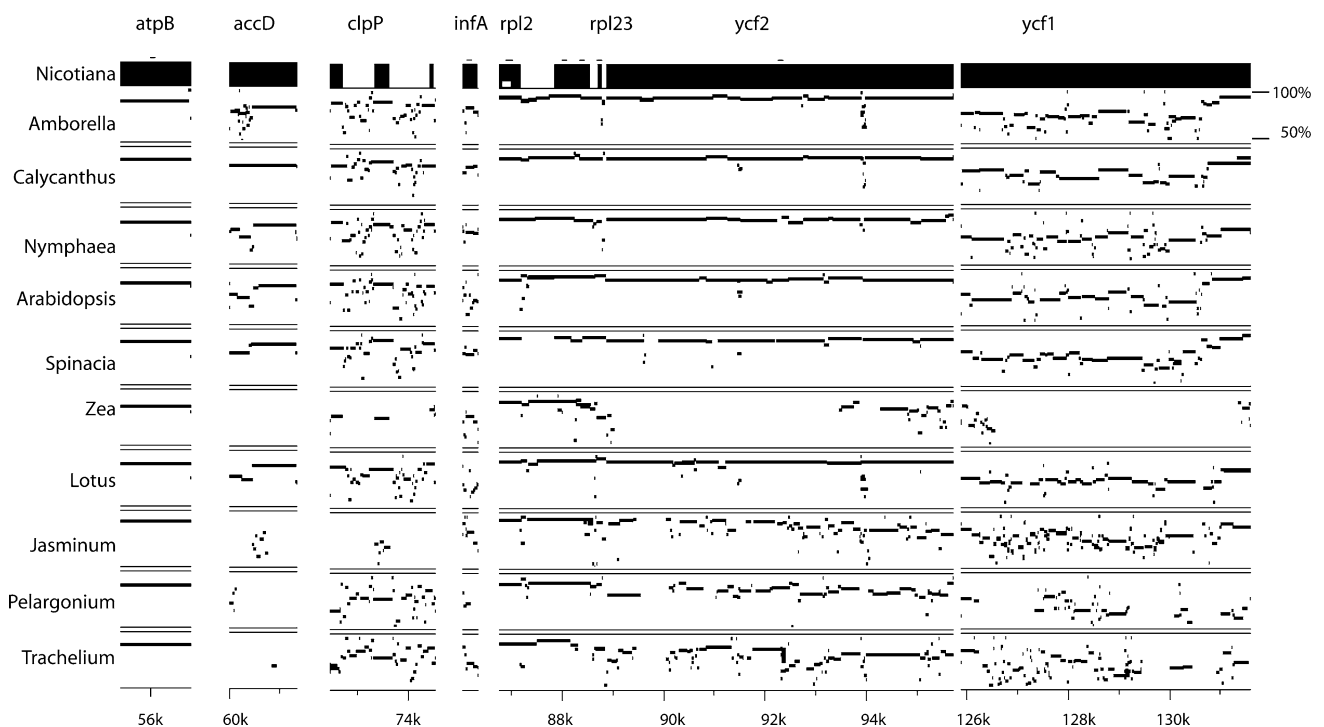 atpB accD clpP infA rpl2 rpl23 ycf2 ycf1
Nicotiana
100%
Amborella
50%
Calycanthus
Nymphaea
Arabidopsis
Spinacia
Zea
Lotus
Jasminum
Pelargonium
Trachelium
56k 60k 74k 88k 90k 92k 94k 126k 128k 130k